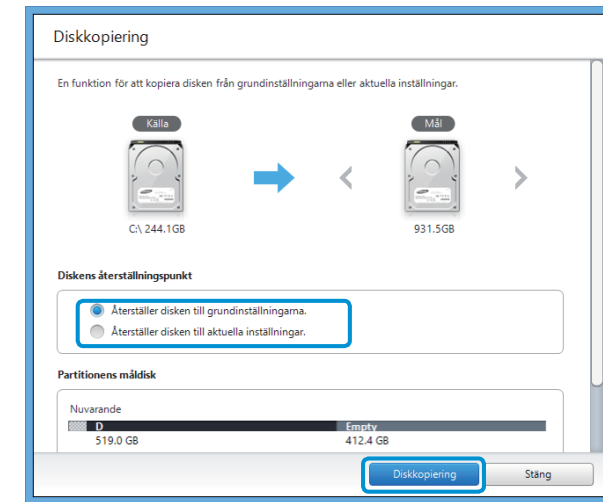 Diskkopiering
En funktion för att kopiera disken från grundinställningarna eller aktuella inställningar.
Källa
Mål
C:\ 244.1GB
931.5GB
Diskens återställningspunkt
Återställer disken till grundinställningarna.
Återställer disken till aktuella inställningar.
Partitionens måldisk
Nuvarande
D Empty
519.0 GB 412.4 GB
Diskkopiering Stäng